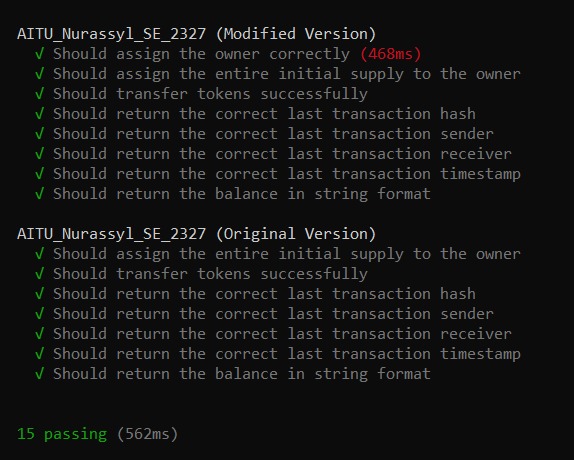 AITU_Nurassyl_SE_2327 (Modified Version)
√ Should assign the owner correctly (468ms)
√ Should assign the entire initial supply to the owner
√ Should transfer tokens successfully
√ Should return the correct last transaction hash
√ Should return the correct last transaction sender
√ Should return the correct last transaction receiver
√ Should return the correct last transaction timestamp
√ Should return the balance in string format
AITU_Nurassyl_SE_2327 (Original Version)
√ Should assign the entire initial supply to the owner
√ Should transfer tokens successfully
√ Should return the correct last transaction hash
√ Should return the correct last transaction sender
√ Should return the correct last transaction receiver
√ Should return the correct last transaction timestamp
√ Should return the balance in string format
15 passing (562ms)